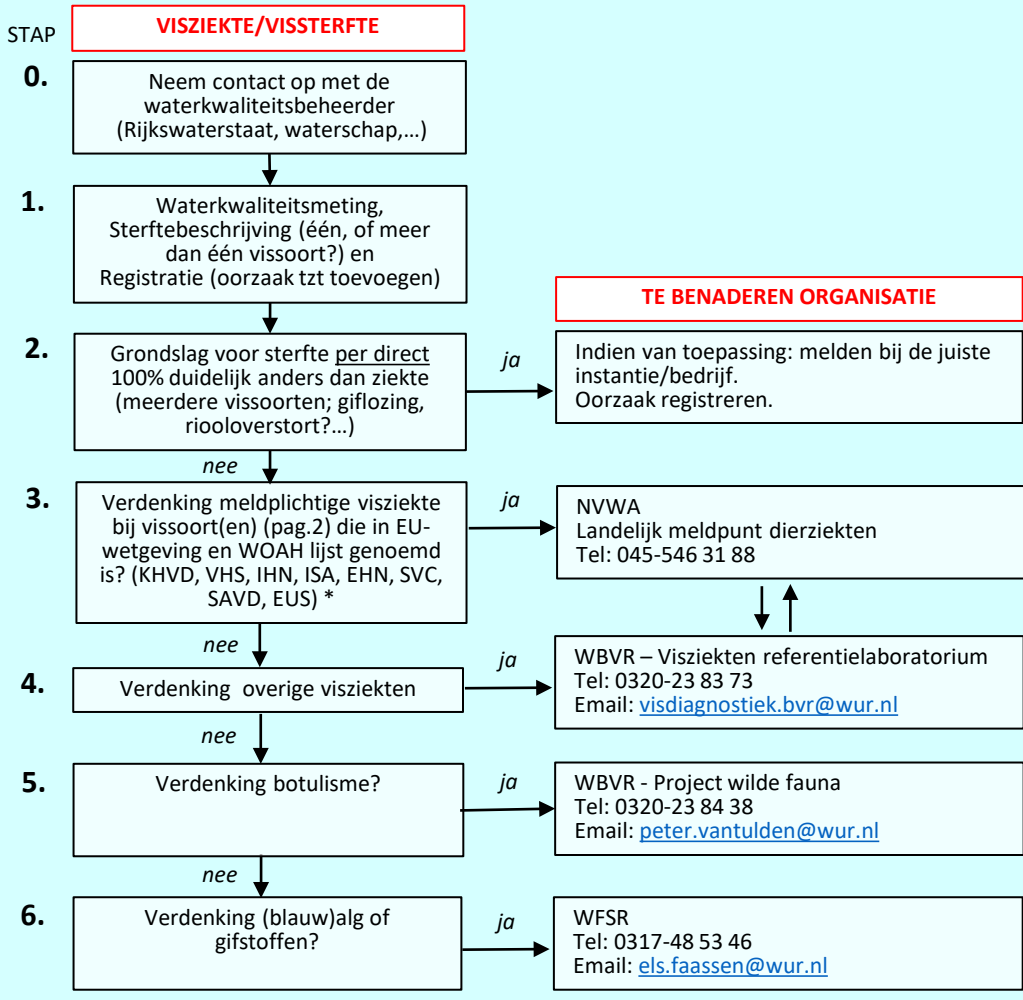 STAP
VISZIEKTE/VISSTERFTE
0.
Neem contact op met de
waterkwaliteitsbeheerder
(Rijkswaterstaat, waterschap,...)
1.
Waterkwaliteitsmeting,
Sterftebeschrijving (één, of meer
dan één vissoort?) en
Registratie (oorzaak tzt toevoegen)
TE BENADEREN ORGANISATIE
2.
Grondslag voor sterfte per direct
100% duidelijk anders dan ziekte
(meerdere vissoorten; giflozing,
riooloverstort?...)
ja
Indien van toepassing: melden bij de juiste
instantie/bedrijf.
Oorzaak registreren.
nee
3.
Verdenking meldplichtige visziekte
bij vissoort(en) (pag.2) die in EU-
wetgeving en WOAH lijst genoemd
is? (KHVD, VHS, IHN, ISA, EHN, SVC,
SAVD, EUS) *
ja
NVWA
Landelijk meldpunt dierziekten
Tel: 045-546 31 88
nee
4.
Verdenking overige visziekten
ja
WBVR – Visziekten referentielaboratorium
Tel: 0320-23 83 73
Email: visdiagnostiek.bvr@wur.nl
nee
5.
Verdenking botulisme?
ja
WBVR - Project wilde fauna
Tel: 0320-23 84 38
Email: peter.vantulden@wur.nl
nee
6.
Verdenking (blauw)alg of
gifstoffen?
ja
WFSR
Tel: 0317-48 53 46
Email: els.faassen@wur.nl